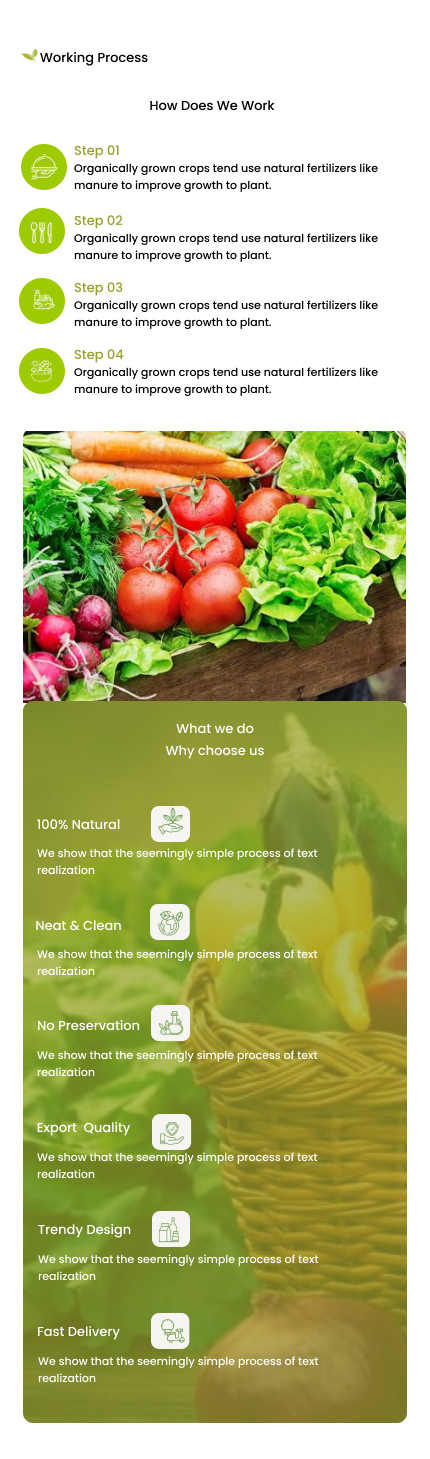 Working Process
How Does We Work
Step 01
Organically grown crops tend use natural fertilizers like
manure to improve growth to plant.
Step 02
Organically grown crops tend use natural fertilizers like
manure to improve growth to plant.
Step 03
Organically grown crops tend use natural fertilizers like
manure to improve growth to plant.
Step 04
Organically grown crops tend use natural fertilizers like
manure to improve growth to plant.
What we do
Why choose us
100% Natural
We show that the seemingly simple process of text
realization
Neat & Clean
We show that the seemingly simple process of text
realization
No Preservation
We show that the seemingly simple process of text
realization
Export Quality
We show that the seemingly simple process of text
realization
Trendy Design
We show that the seemingly simple process of text
realization
Fast Delivery
We show that the seemingly simple process of text
realization